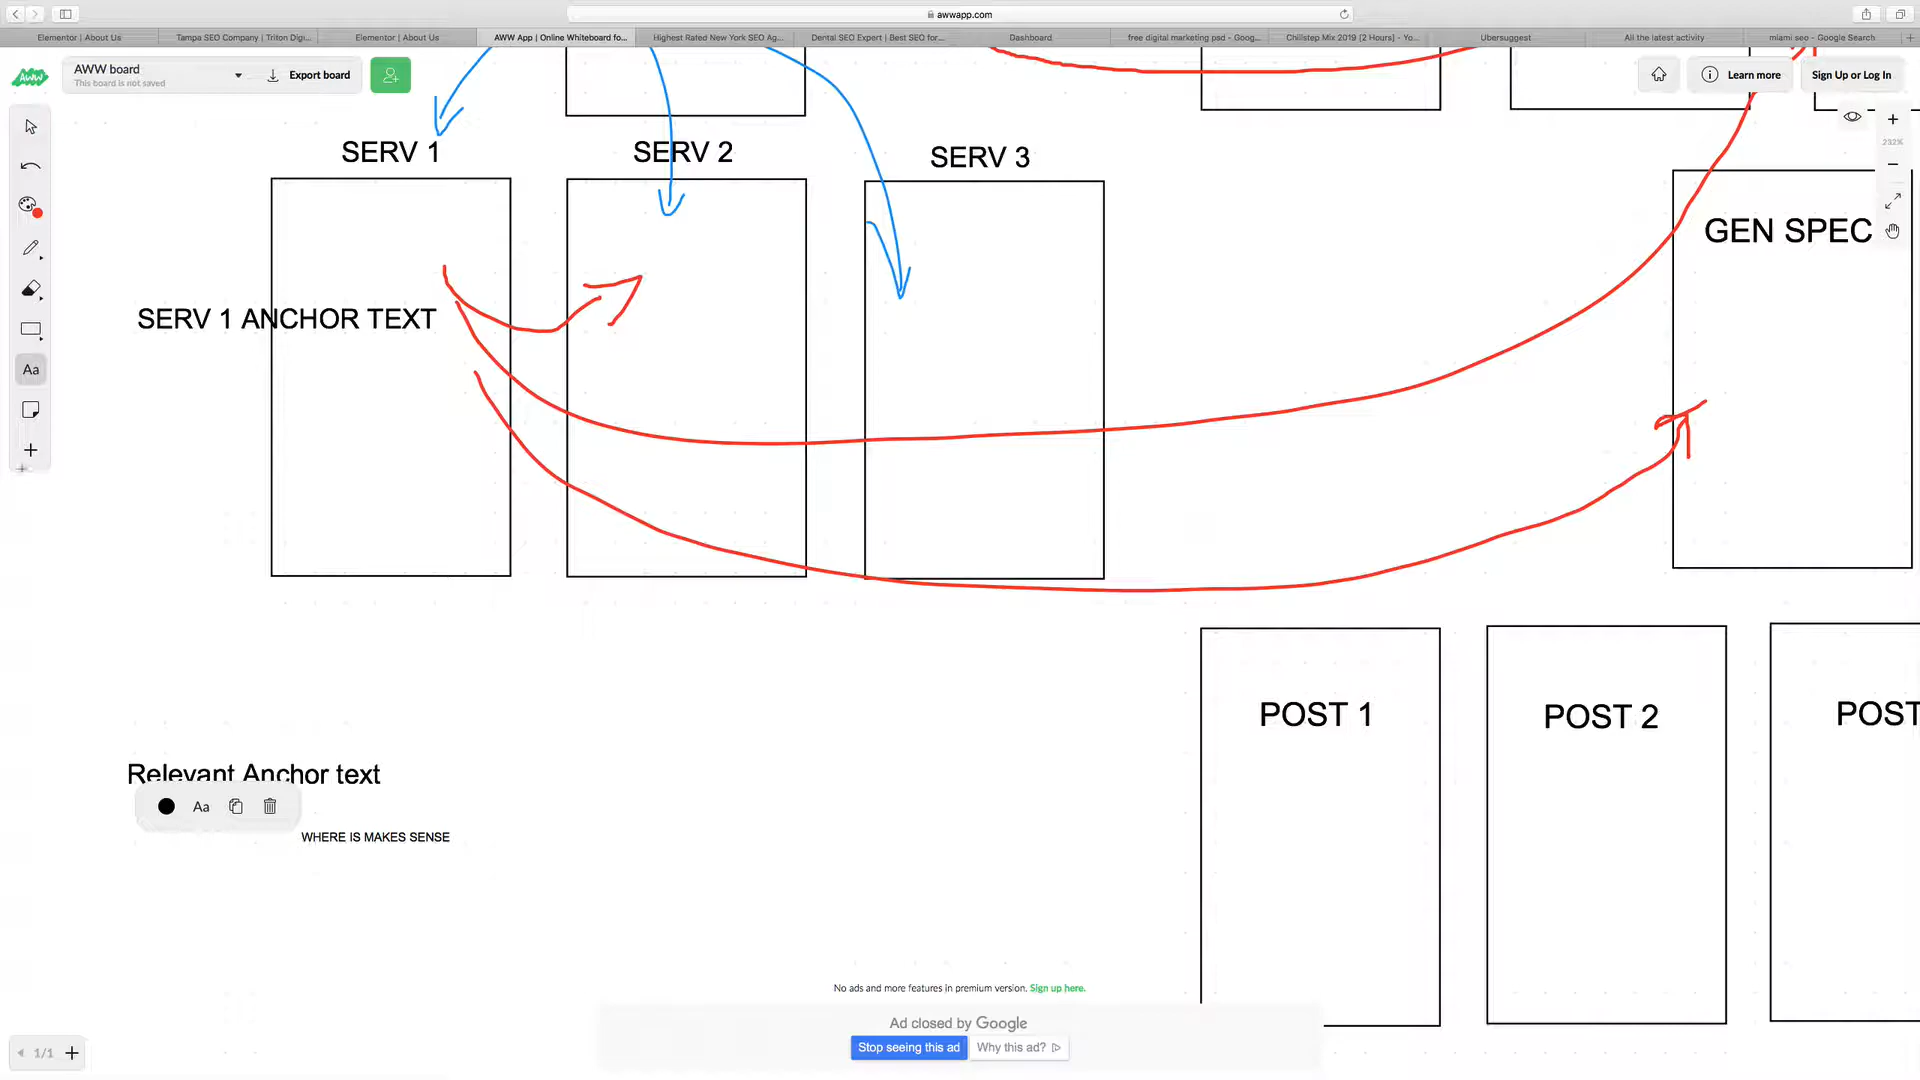 awwapp.com
Elementor | About Us
Tampa SEO Company | Triton Digi...
Elementor | About Us
AWW App | Online Whiteboard fo...
Highest Rated New York SEO Ag...
Dental SEO Expert | Best SEO for...
Dashboard
free digital marketing psd - Goog...
Chillstep Mix 2019 [2 Hours] - Yo...
Ubersuggest
All the latest activity
miami seo - Google Search
AWW
AWW board
This board is not saved
Export board
Learn more
Sign Up or Log In
232%
SERV 1
SERV 2
SERV 3
GEN SPEC
SERV 1 ANCHOR TEXT
Aa
POST 1
POST 2
POST
Relevant Anchor text
Aa
WHERE IS MAKES SENSE
No ads and more features in premium version. Sign up here.
Ad closed by Google
Stop seeing this ad
Why this ad?
1/1